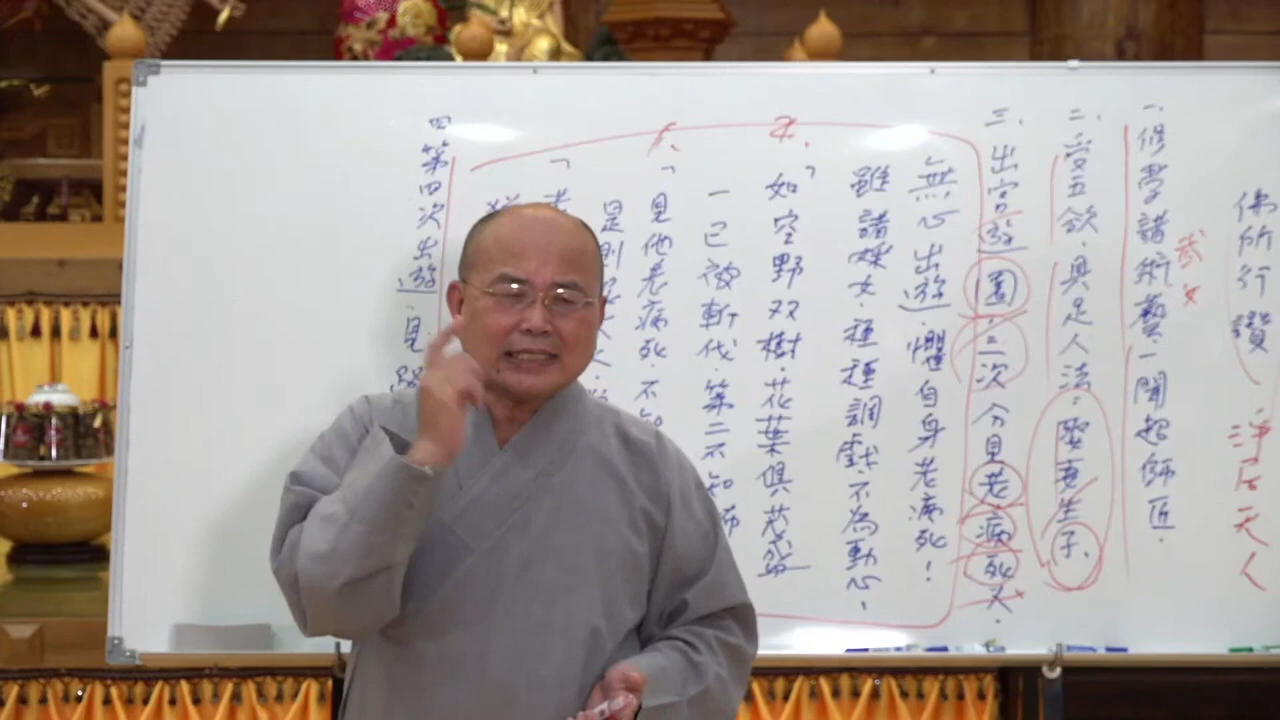 佛所行讚
淨居天人
武
文
一、修學諸術藝一聞超師匠．
二、受五欲．具足人法：娶妻生子．
三、出宮遊園．三次分見老病死
無心出遊．懼自身老病死！
雖諸婇女．種種調戲．不為動心．
「如空野双樹．花葉俱茂盛
一已被斬伐．第二不知怖」
「見他老病死．不知
是則
四第四次出遊．見